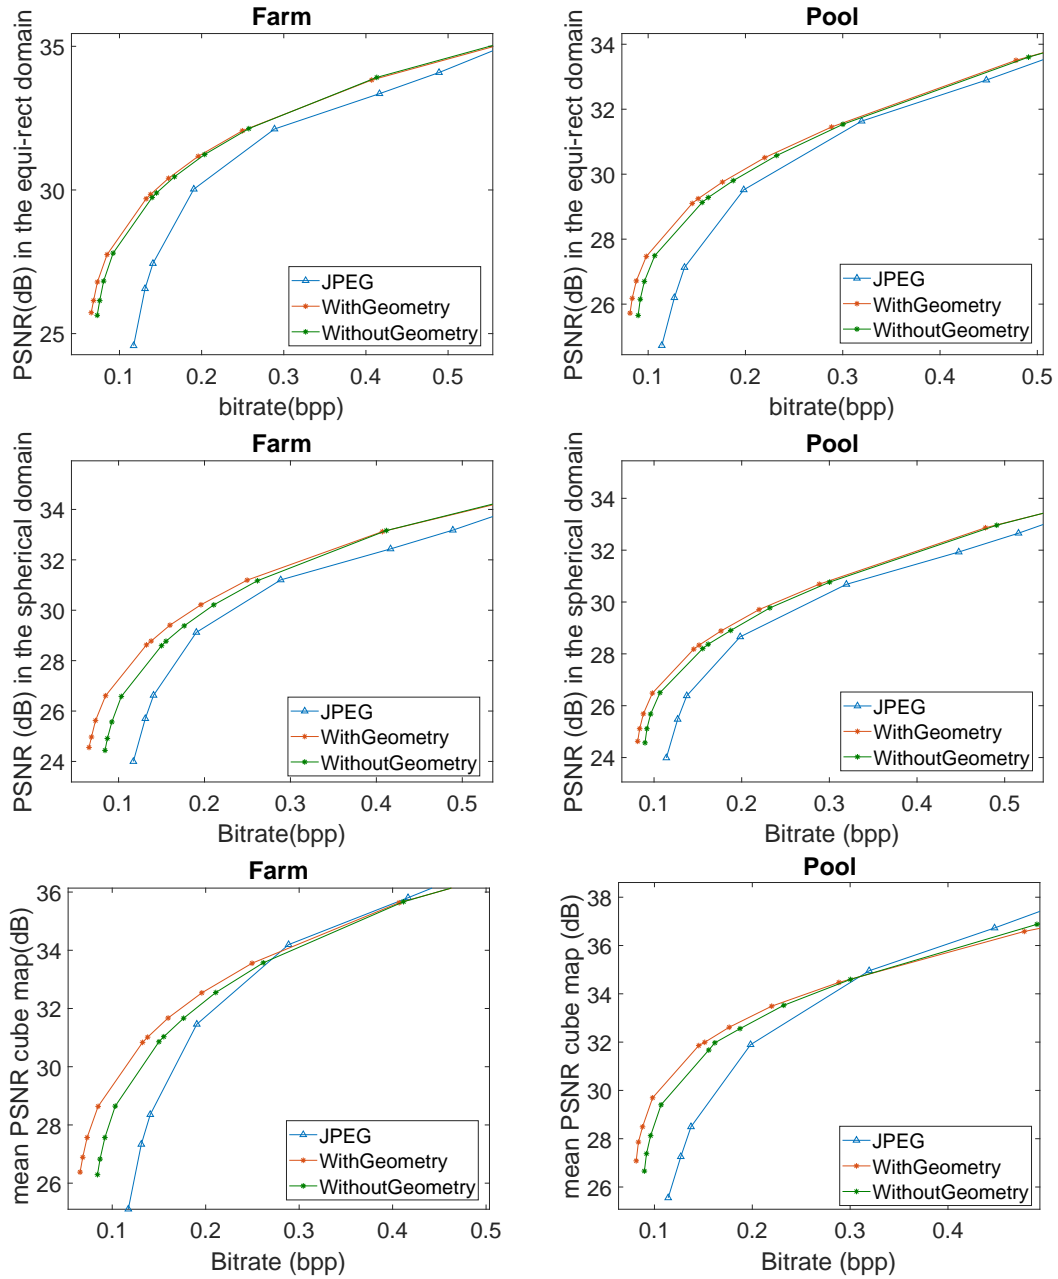 Farm
PSNR(dB) in the equi-rect domain
35
30
25
0.1
0.2
0.3
0.4
0.5
bitrate(bpp)
JPEG
WithGeometry
WithoutGeometry
Pool
PSNR(dB) in the equi-rect domain
34
32
30
28
26
0.1
0.2
0.3
0.4
0.5
bitrate(bpp)
JPEG
WithGeometry
WithoutGeometry
Farm
PSNR (dB) in the spherical domain
34
32
30
28
26
24
0.1
0.2
0.3
0.4
0.5
Bitrate(bpp)
JPEG
WithGeometry
WithoutGeometry
Pool
PSNR (dB) in the spherical domain
34
32
30
28
26
24
0.1
0.2
0.3
0.4
0.5
Bitrate (bpp)
JPEG
WithGeometry
WithoutGeometry
Farm
mean PSNR cube map(dB)
36
34
32
30
28
26
0.1
0.2
0.3
0.4
0.5
Bitrate (bpp)
JPEG
WithGeometry
WithoutGeometry
Pool
mean PSNR cube map (dB)
38
36
34
32
30
28
26
0.1
0.2
0.3
0.4
Bitrate (bpp)
JPEG
WithGeometry
WithoutGeometry